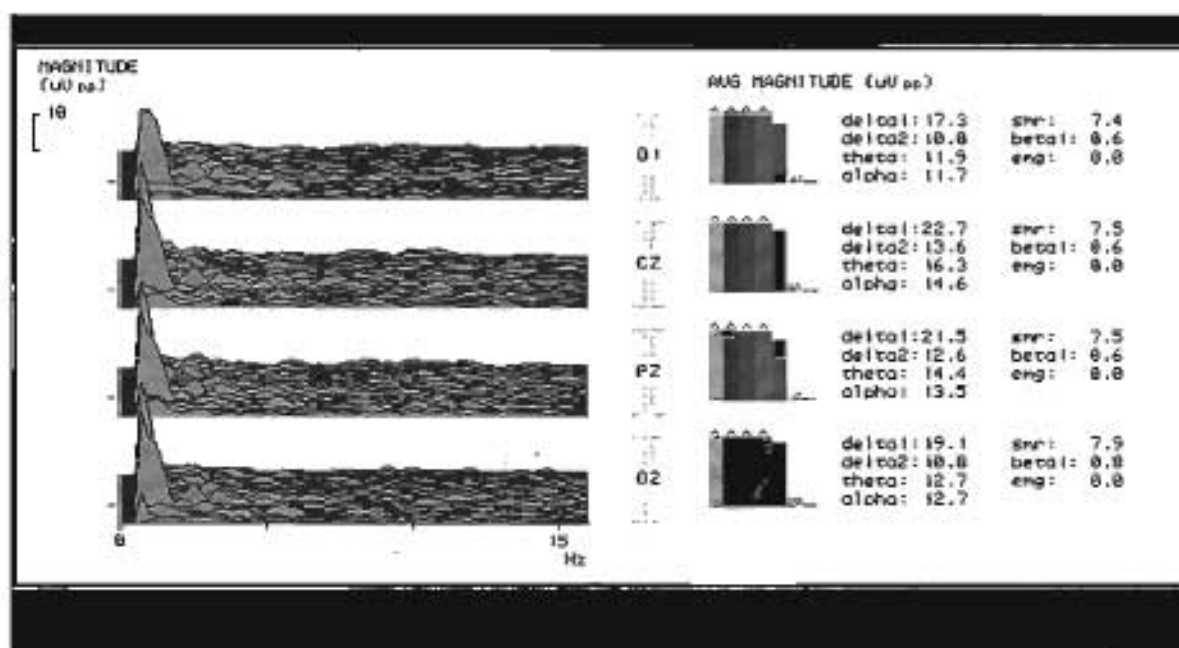 MAGNITUDE
(uV pp)
10
AVG MAGNITUDE (uV pp)
O1
delta1:17.3 smr: 7.4
delta2:10.8 beta1: 0.6
theta: 11.9 emg: 0.0
alpha: 11.7
CZ
delta1:22.7 smr: 7.5
delta2:13.6 beta1: 0.6
theta: 16.3 emg: 0.0
alpha: 14.6
PZ
delta1:21.5 smr: 7.5
delta2:12.6 beta1: 0.6
theta: 14.4 emg: 0.0
alpha: 13.5
O2
delta1:19.1 smr: 7.9
delta2:10.8 beta1: 0.8
theta: 12.7 emg: 0.0
alpha: 12.7
0 15
Hz